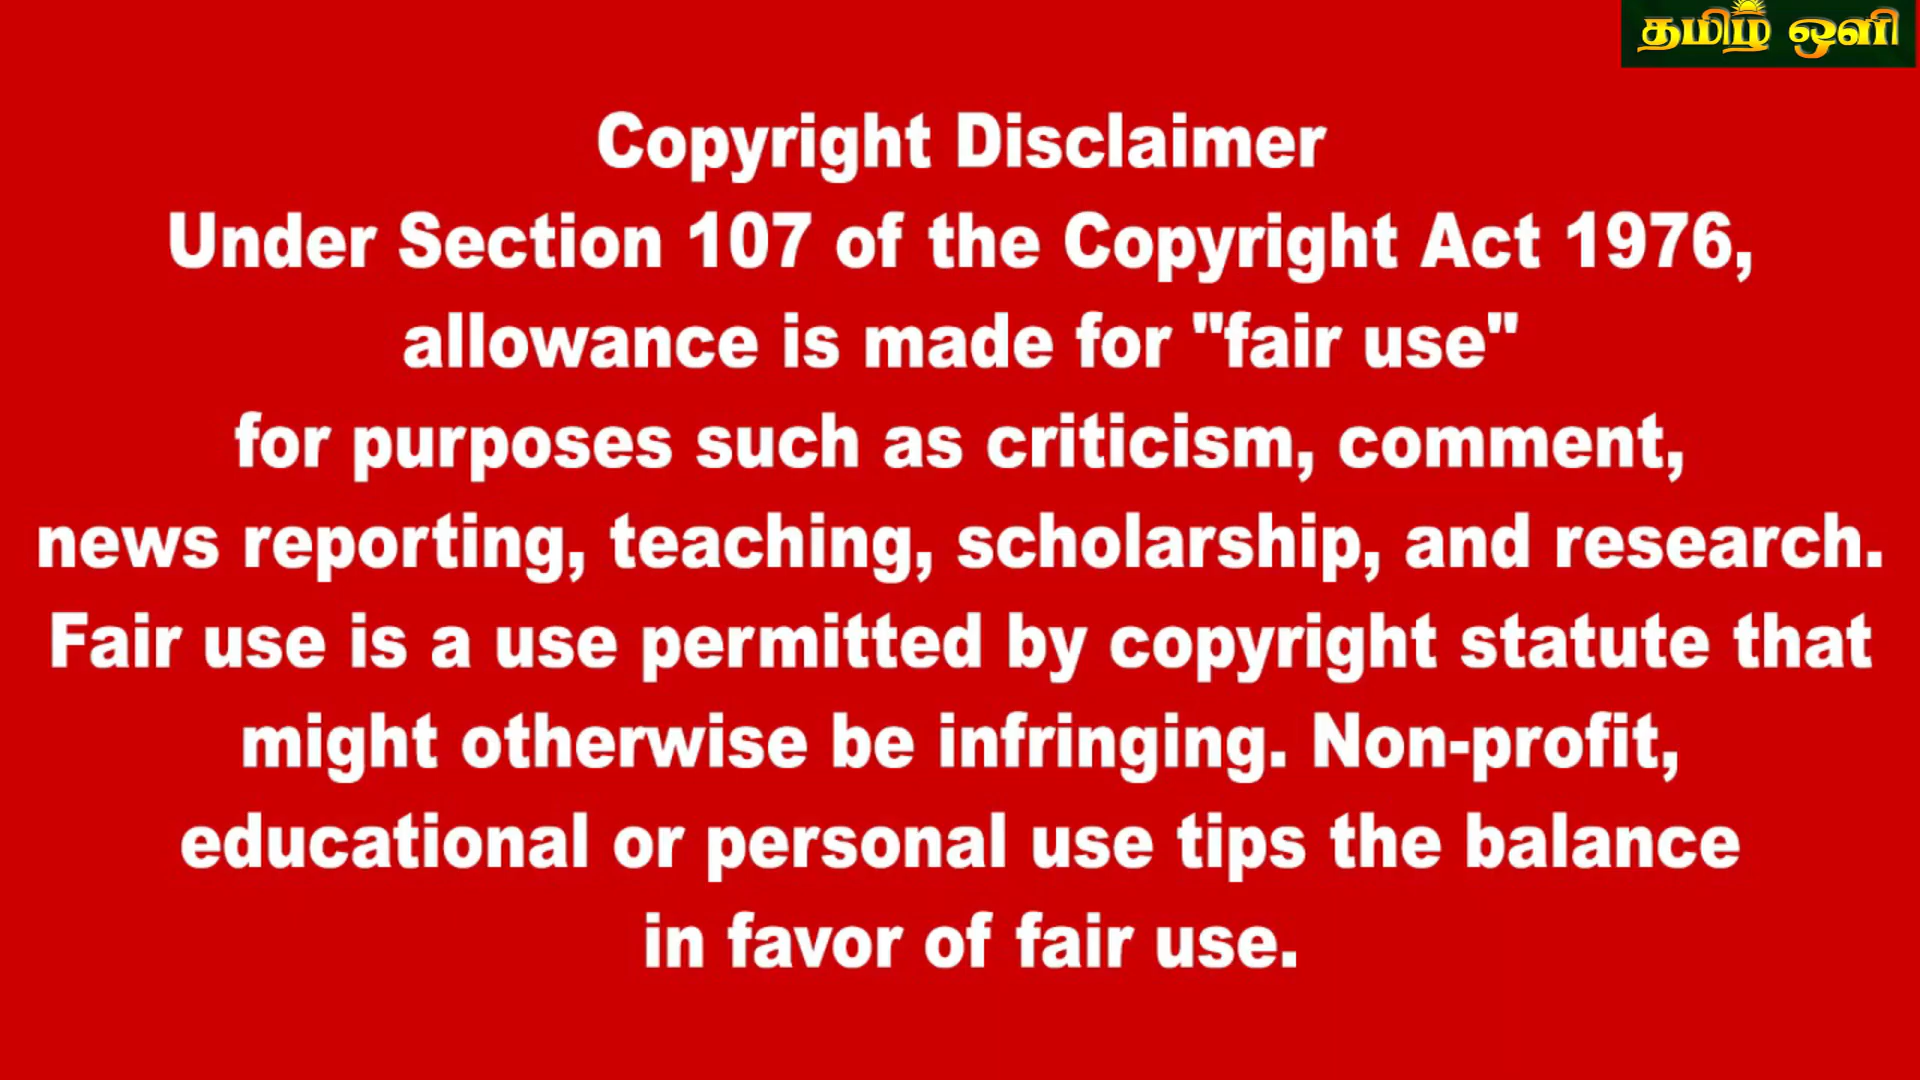 தமிழ் ஒளி
Copyright Disclaimer
Under Section 107 of the Copyright Act 1976,
allowance is made for "fair use"
for purposes such as criticism, comment,
news reporting, teaching, scholarship, and research.
Fair use is a use permitted by copyright statute that
might otherwise be infringing. Non-profit,
educational or personal use tips the balance
in favor of fair use.